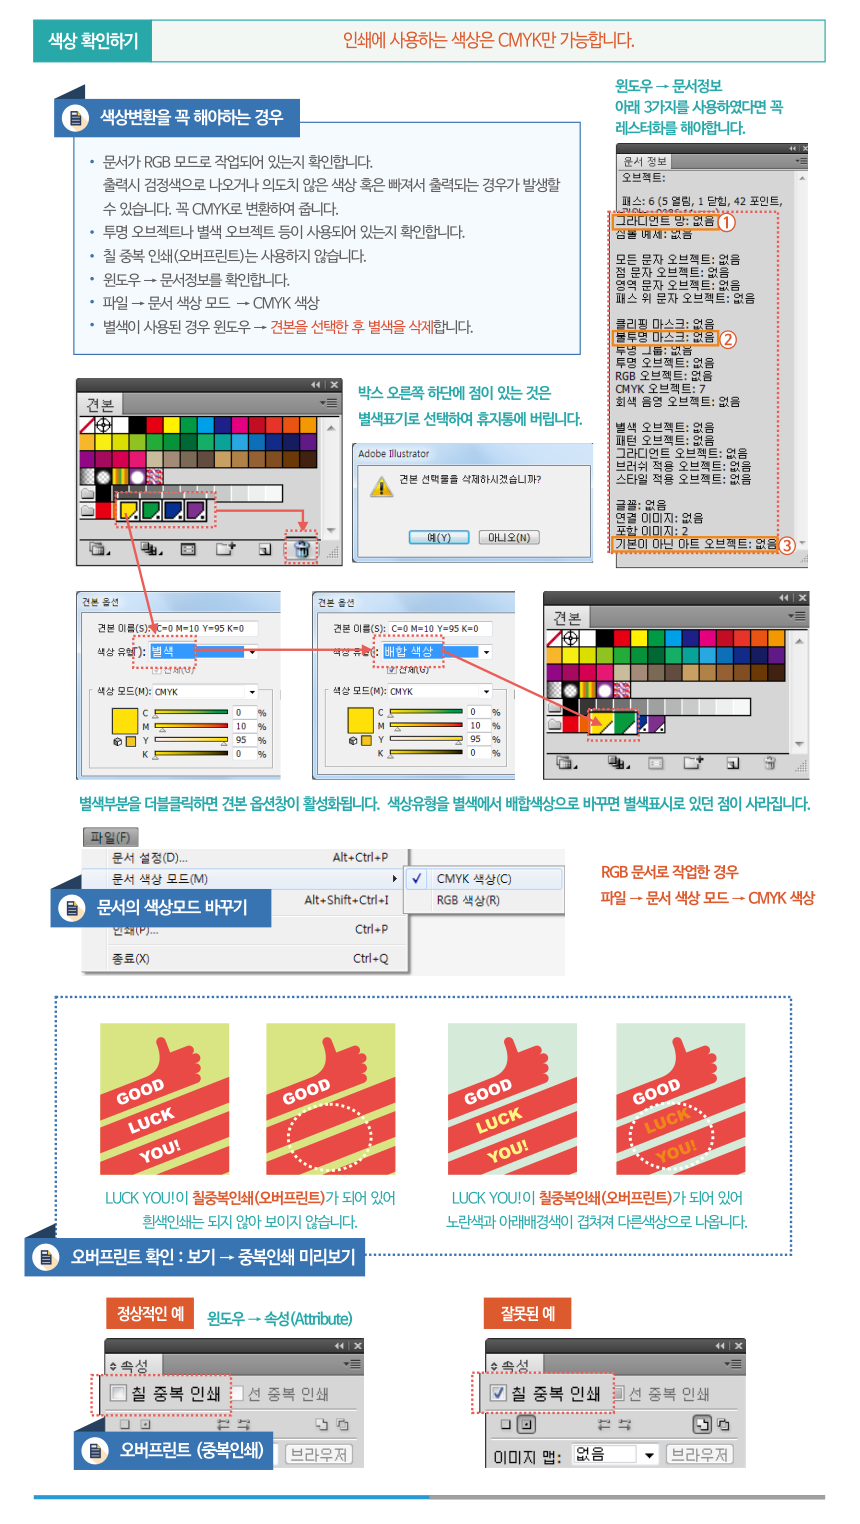 색상 확인하기
인쇄에 사용하는 색상은 CMYK만 가능합니다.
색상변환을 꼭 해야하는 경우
• 문서가 RGB 모드로 작업되어 있는지 확인합니다.
출력시 검정색으로 나오거나 의도치 않은 색상 혹은 빠져서 출력되는 경우가 발생할
수 있습니다. 꼭 CMYK로 변환하여 줍니다.
• 투명 오브젝트나 별색 오브젝트 등이 사용되어 있는지 확인합니다.
• 칠 중복 인쇄(오버프린트)는 사용하지 않습니다.
• 윈도우 → 문서정보를 확인합니다.
• 파일 → 문서 색상 모드 → CMYK 색상
• 별색이 사용된 경우 윈도우 → 견본을 선택한 후 별색을 삭제합니다.
윈도우 → 문서정보
아래 3가지를 사용하였다면 꼭
레스터화를 해야합니다.
문서 정보
오브젝트:
패스: 6 (5 열림, 1 닫힘, 42 포인트,
그라디언트 망: 없음 ①
심볼 예제: 없음
모든 문자 오브젝트: 없음
점 문자 오브젝트: 없음
영역 문자 오브젝트: 없음
패스 위 문자 오브젝트: 없음
클리핑 마스크: 없음
불투명 마스크: 없음 ②
투명 그룹: 없음
투명 오브젝트: 없음
RGB 오브젝트: 없음
CMYK 오브젝트: 7
회색 음영 오브젝트: 없음
별색 오브젝트: 없음
패턴 오브젝트: 없음
그라디언트 오브젝트: 없음
브러쉬 적용 오브젝트: 없음
스타일 적용 오브젝트: 없음
글꼴: 없음
연결 이미지: 없음
포함 이미지: 2
기본이 아닌 아트 오브젝트: 없음 ③
견본
박스 오른쪽 하단에 점이 있는 것은
별색표기로 선택하여 휴지통에 버립니다.
Adobe Illustrator
견본 선택물을 삭제하시겠습니까?
예(Y)
아니오(N)
견본 옵션
견본 이름(S): C=0 M=10 Y=95 K=0
색상 유형(): 별색
전체(G)
색상 모드(M): CMYK
C 0 %
M 10 %
Y 95 %
K 0 %
견본 옵션
견본 이름(S): C=0 M=10 Y=95 K=0
색상 유형(: 배합 색상
전체(G)
색상 모드(M): CMYK
C 0 %
M 10 %
Y 95 %
K 0 %
견본
별색부분을 더블클릭하면 견본 옵션창이 활성화됩니다. 색상유형을 별색에서 배합색상으로 바꾸면 별색표시로 있던 점이 사라집니다.
파일(F)
문서 설정(D)... Alt+Ctrl+P
문서 색상 모드(M)
✓ CMYK 색상(C)
RGB 색상(R)
Alt+Shift+Ctrl+I
문서의 색상모드 바꾸기
인쇄(P)... Ctrl+P
종료(X) Ctrl+Q
RGB 문서로 작업한 경우
파일 → 문서 색상 모드 → CMYK 색상
GOOD
LUCK
YOU!
GOOD
GOOD
LUCK
YOU!
GOOD
LUCK
YOU!
LUCK YOU!이 칠중복인쇄(오버프린트)가 되어 있어
흰색인쇄는 되지 않아 보이지 않습니다.
LUCK YOU!이 칠중복인쇄(오버프린트)가 되어 있어
노란색과 아래배경색이 겹쳐져 다른색상으로 나옵니다.
오버프린트 확인 : 보기 → 중복인쇄 미리보기
정상적인 예
윈도우 → 속성(Attribute)
속성
칠 중복 인쇄
선 중복 인쇄
오버프린트 (중복인쇄)
브라우저
잘못된 예
속성
칠 중복 인쇄
선 중복 인쇄
이미지 맵: 없음
브라우저